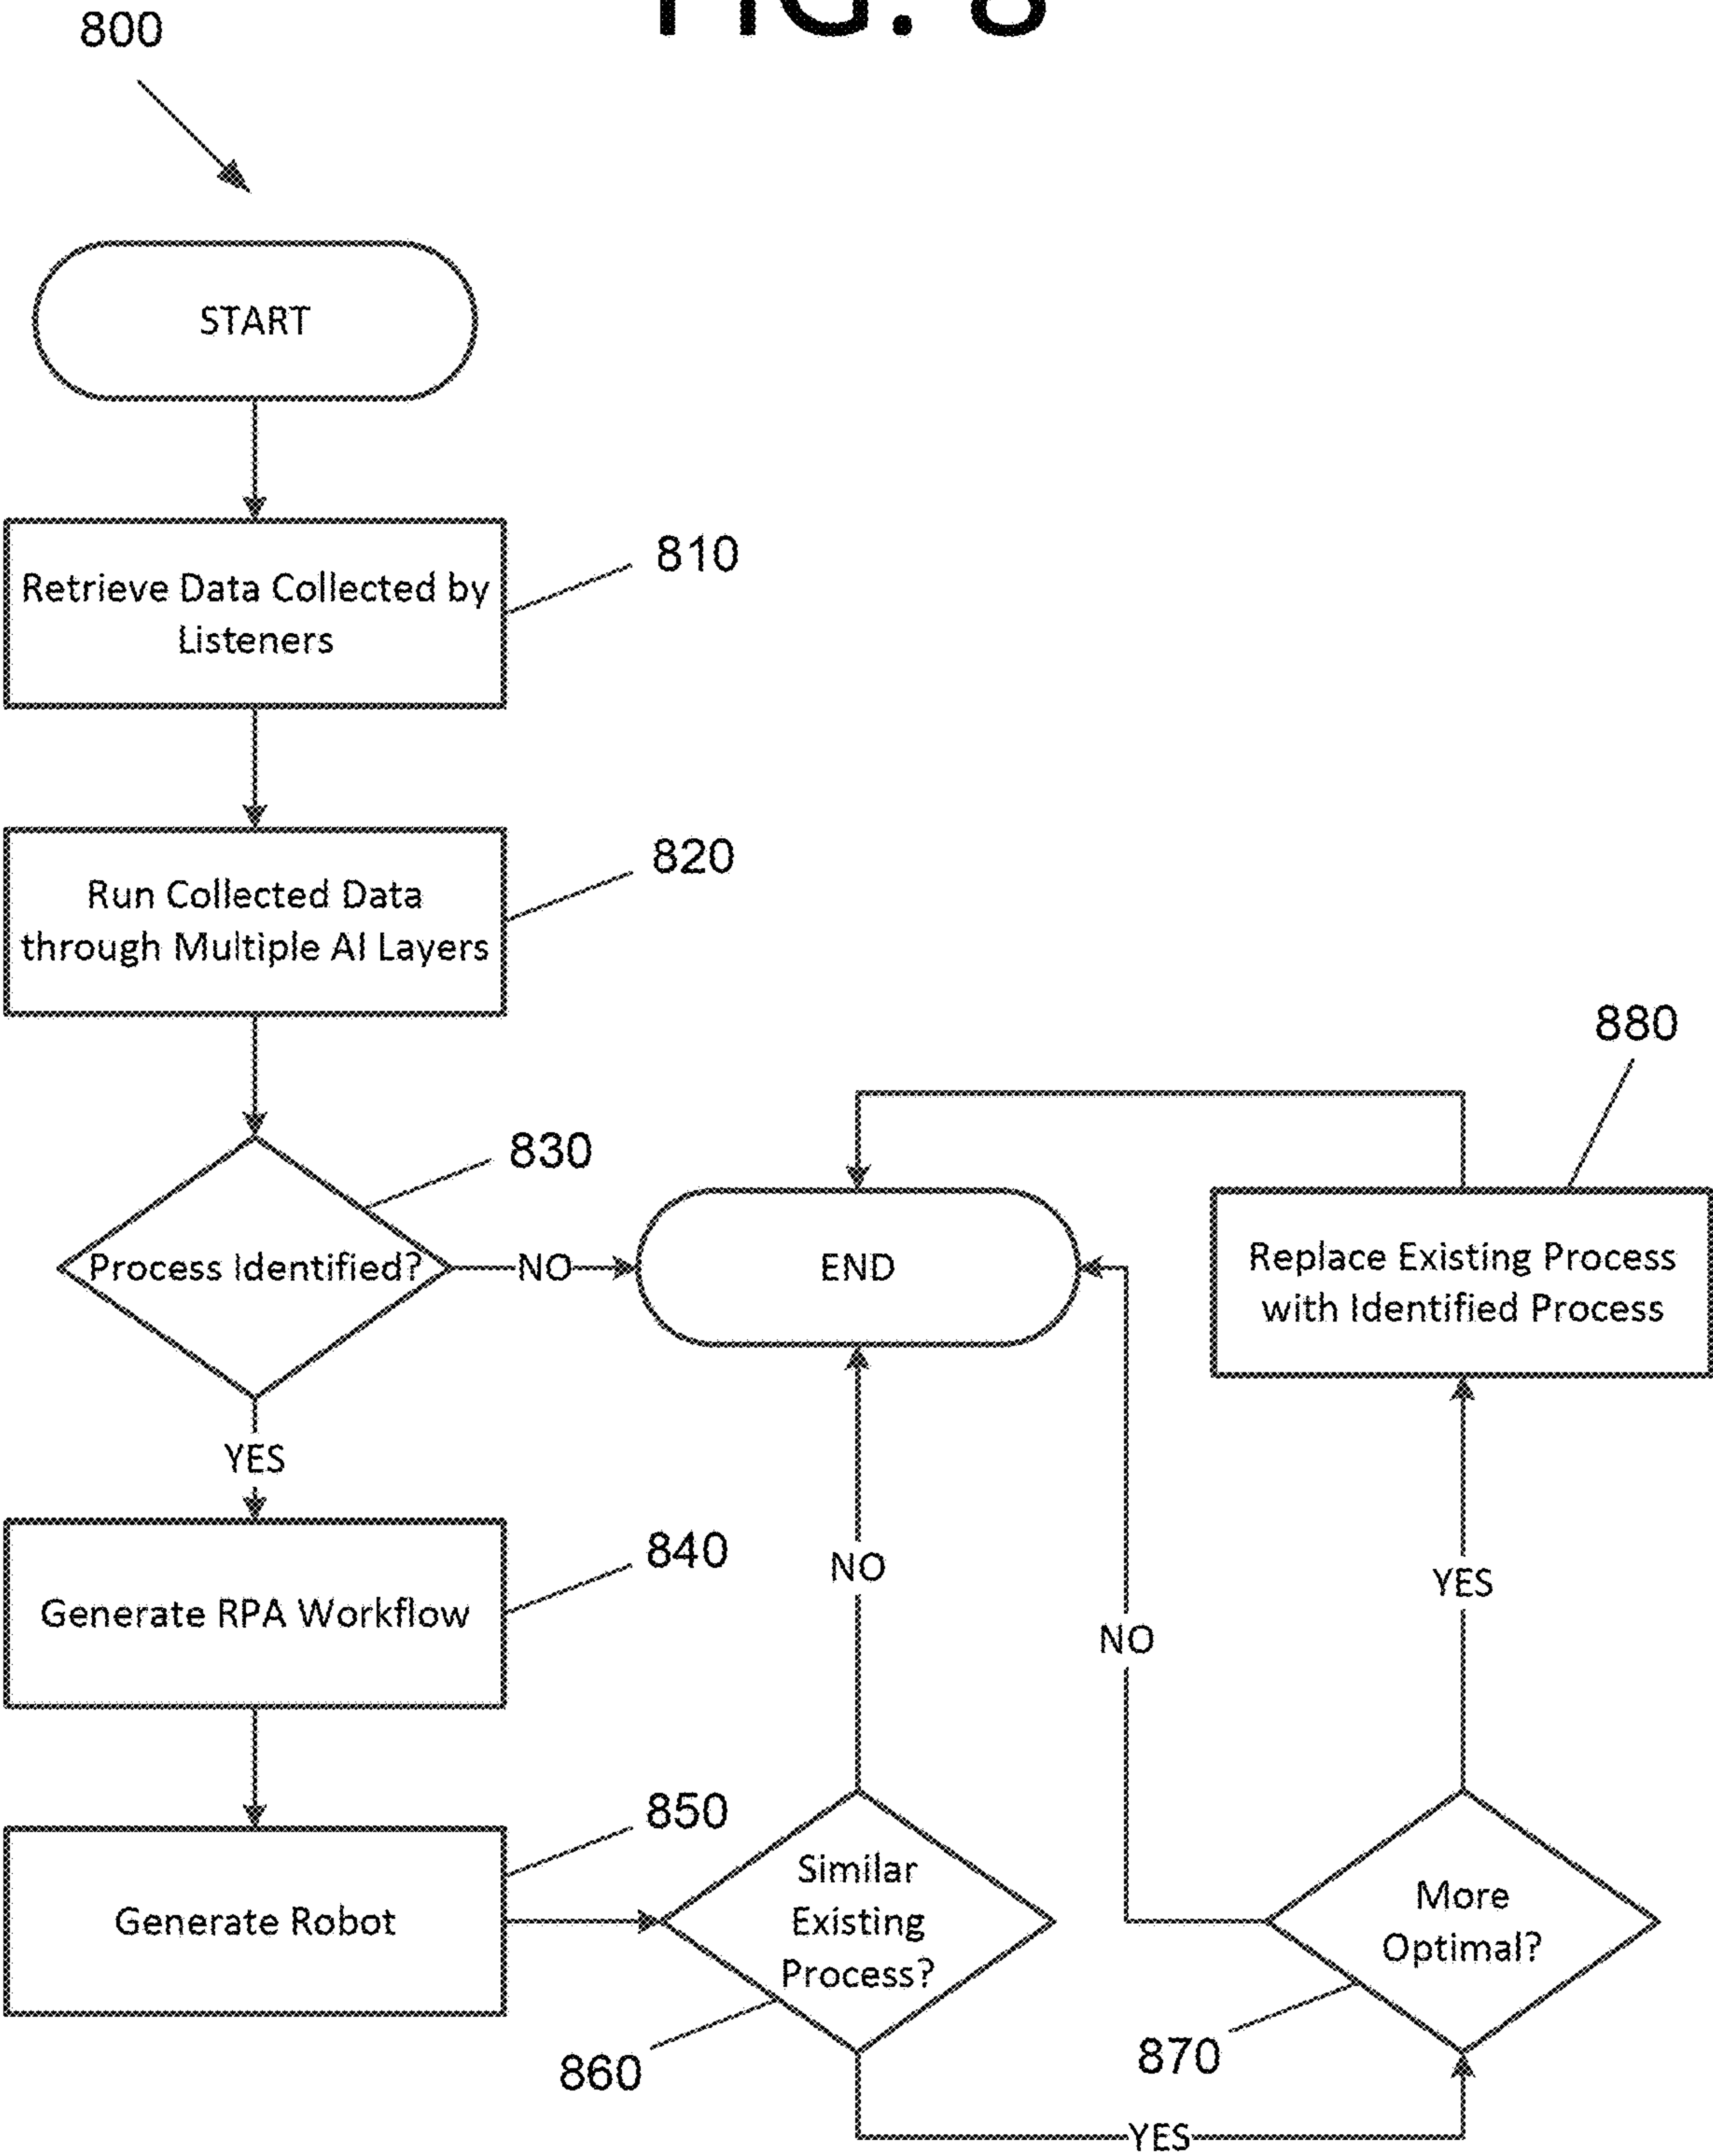 FIG. 8
800
START
Retrieve Data Collected by
Listeners
810
Run Collected Data
through Multiple AI Layers
820
880
830
Process Identified?
NO
END
Replace Existing Process
with Identified Process
YES
Generate RPA Workflow
840
NO
NO
YES
Generate Robot
850
Similar
Existing
Process?
860
More
Optimal?
870
YES